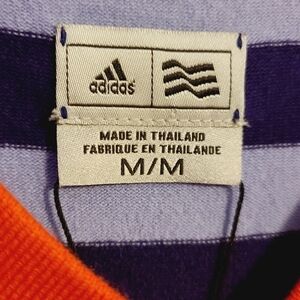 adidas
MADE IN THAILAND
FABRIQUE EN THAILANDE
M/M